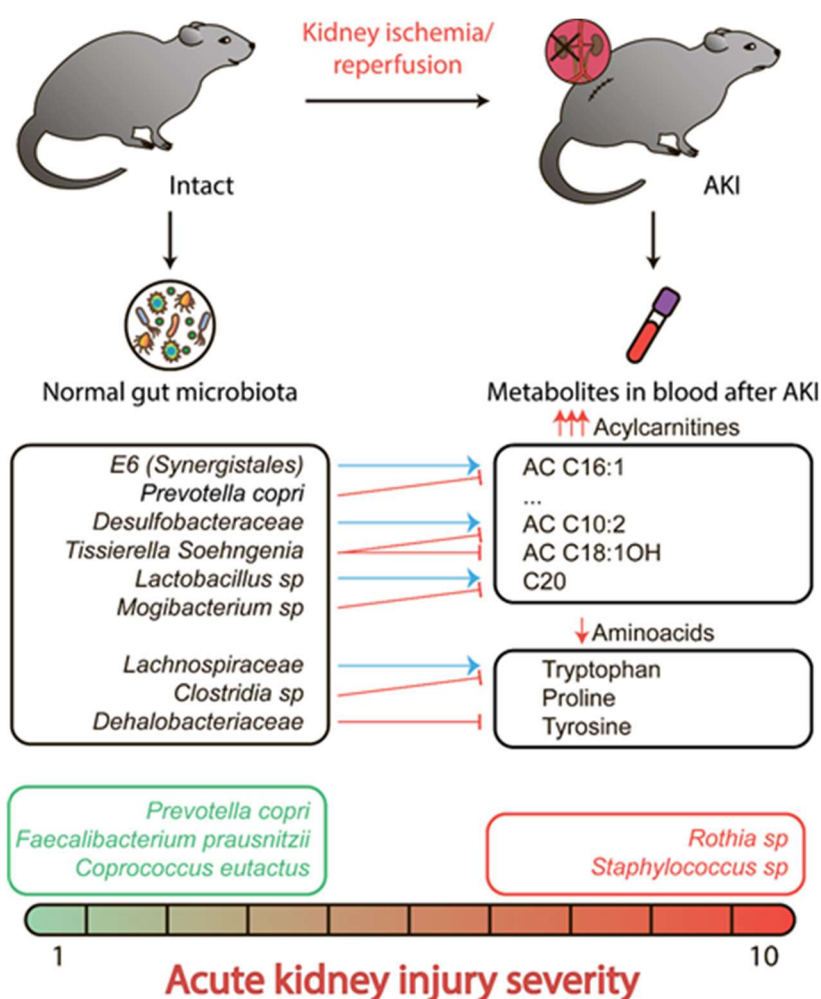 Kidney ischemia/
reperfusion
Intact
AKI
Normal gut microbiota
Metabolites in blood after AKI
Acylcarnitines
E6 (Synergistales)
Prevotella copri
Desulfobacteraceae
Tissierella Soehngenia
Lactobacillus sp
Mogibacterium sp
Lachnospiraceae
Clostridia sp
Dehalobacteriaceae
AC C16:1
...
AC C10:2
AC C18:1OH
C20
Aminoacids
Tryptophan
Proline
Tyrosine
Prevotella copri
Faecalibacterium prausnitzii
Coprococcus eutactus
Rothia sp
Staphylococcus sp
1
10
Acute kidney injury severity